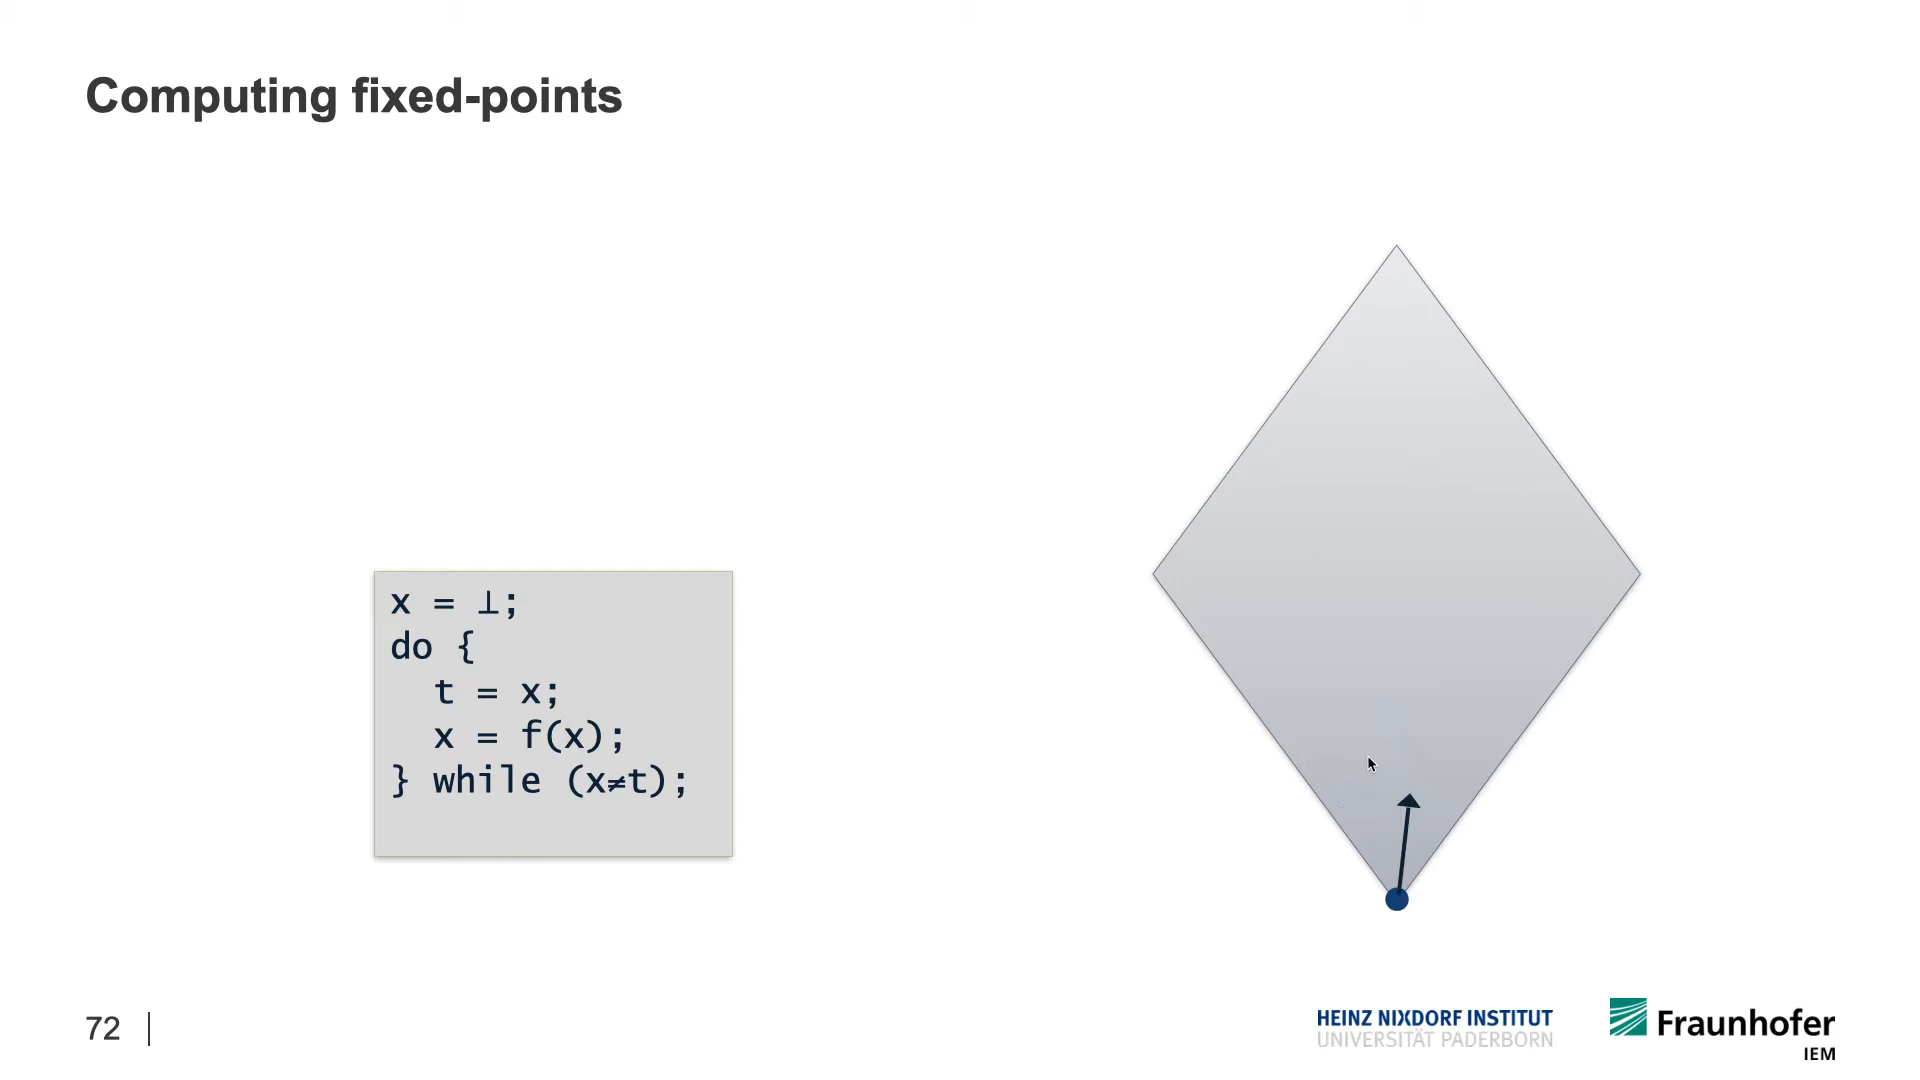 Computing fixed-points
x = ⊥;
do {
  t = x;
  x = f(x);
} while (x≠t);
72
HEINZ NIXDORF INSTITUT
UNIVERSITÄT PADERBORN
Fraunhofer
IEM